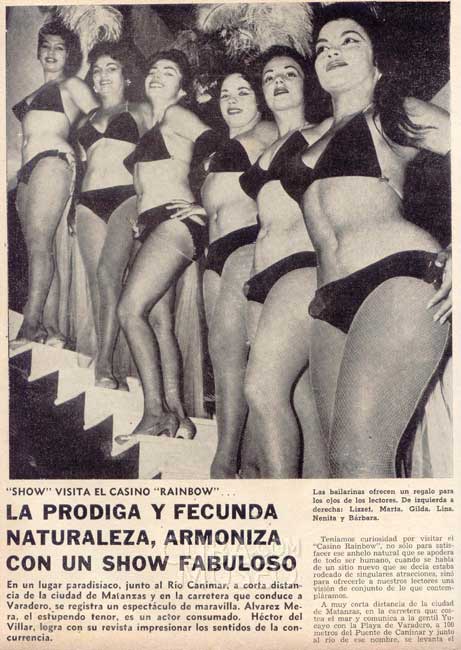 "SHOW" VISITA EL CASINO "RAINBOW"...
LA PRODIGA Y FECUNDA
NATURALEZA, ARMONIZA
CON UN SHOW FABULOSO
En un lugar paradisíaco, junto al Río Canimar, a corta distan-
cia de la ciudad de Matanzas y en la carretera que conduce a
Varadero, se registra un espectáculo de maravilla. Alvarez Me-
ra, el estupendo tenor, es un actor consumado. Héctor del
Villar, logra con su revista impresionar los sentidos de la con-
currencia.
Las bailarinas ofrecen un regalo para
los ojos de los lectores. De izquierda a
derecha: Lizzet, Marta, Gilda, Lina,
Nenita y Bárbara.
Teníamos curiosidad por visitar el
"Casino Rainbow", no sólo para satis-
facer ese anhelo natural que se apodera
de todo ser humano, cuando se habla
de un sitio nuevo que se decía estaba
rodeado de singulares atracciones, sinó
para ofrecerle a nuestros lectores una
visión de conjunto de lo que contem-
pláramos.
A muy corta distancia de la ciudad
de Matanzas, en la carretera que con-
tra el mar y comunica a la gentil Yu-
cayo con la Playa de Varadero, a 100
metros del Puente de Canimar y junto
al río de ese nombre, se levanta el